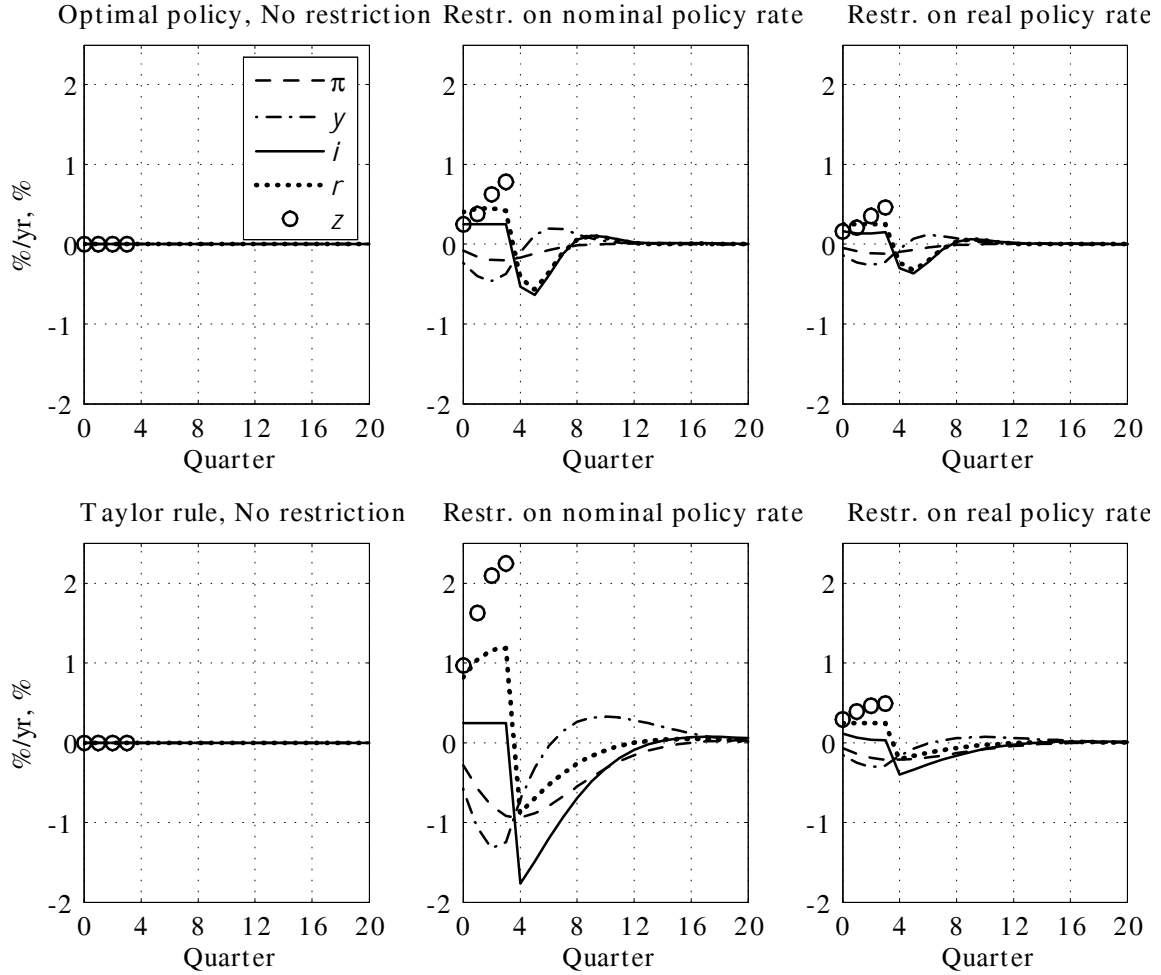 Optimal policy, No restriction Restr. on nominal policy rate Restr. on real policy rate
2
1
0
-1
-2
%/yr, %
π
y
i
r
z
0 4 8 12 16 20
Quarter
2
1
0
-1
-2
0 4 8 12 16 20
Quarter
2
1
0
-1
-2
0 4 8 12 16 20
Quarter
Taylor rule, No restriction Restr. on nominal policy rate Restr. on real policy rate
2
1
0
-1
-2
%/yr, %
0 4 8 12 16 20
Quarter
2
1
0
-1
-2
0 4 8 12 16 20
Quarter
2
1
0
-1
-2
0 4 8 12 16 20
Quarter